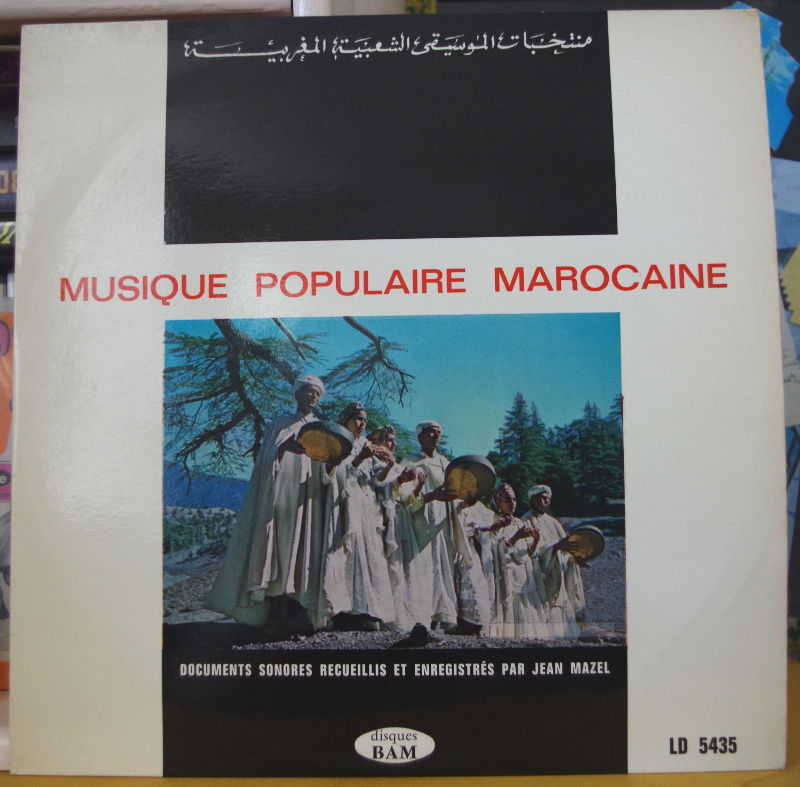 منتخبات الموسيقى الشعبية المغربية
MUSIQUE POPULAIRE MAROCAINE
DOCUMENTS SONORES RECUEILLIS ET ENREGISTRÉS PAR JEAN MAZEL
disques
BAM
LD 5435